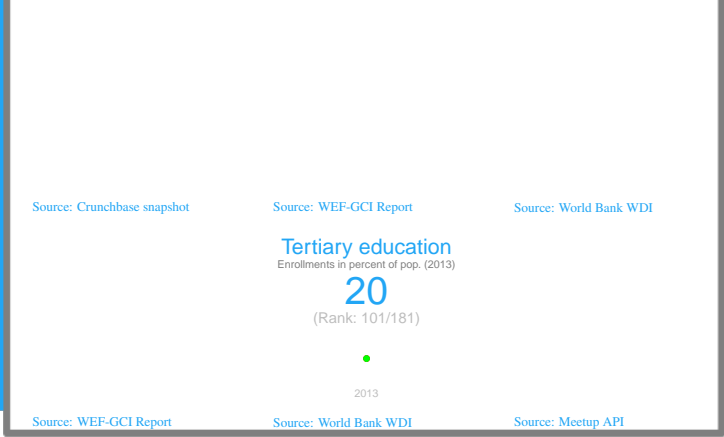 Source: Crunchbase snapshot
Source: WEF-GCI Report
Source: World Bank WDI
Tertiary education
Enrollments in percent of pop. (2013)
20
(Rank: 101/181)
2013
Source: WEF-GCI Report
Source: World Bank WDI
Source: Meetup API